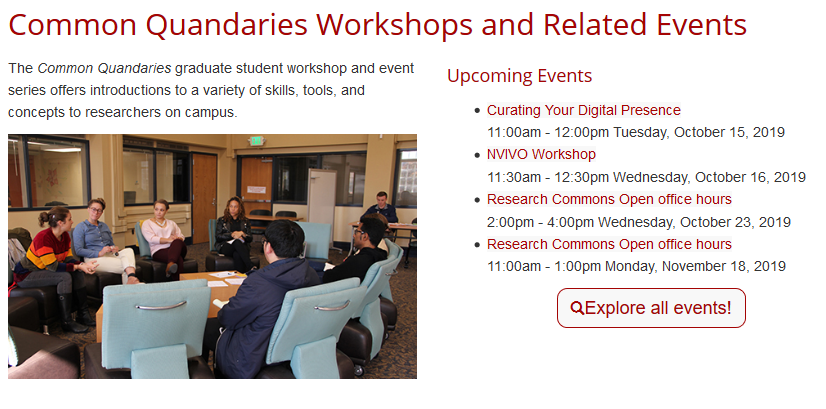 Common Quandaries Workshops and Related Events
The Common Quandaries graduate student workshop and event
series offers introductions to a variety of skills, tools, and
concepts to researchers on campus.
Upcoming Events
Curating Your Digital Presence
11:00am - 12:00pm Tuesday, October 15, 2019
NVIVO Workshop
11:30am - 12:30pm Wednesday, October 16, 2019
Research Commons Open office hours
2:00pm - 4:00pm Wednesday, October 23, 2019
Research Commons Open office hours
11:00am - 1:00pm Monday, November 18, 2019
Explore all events!